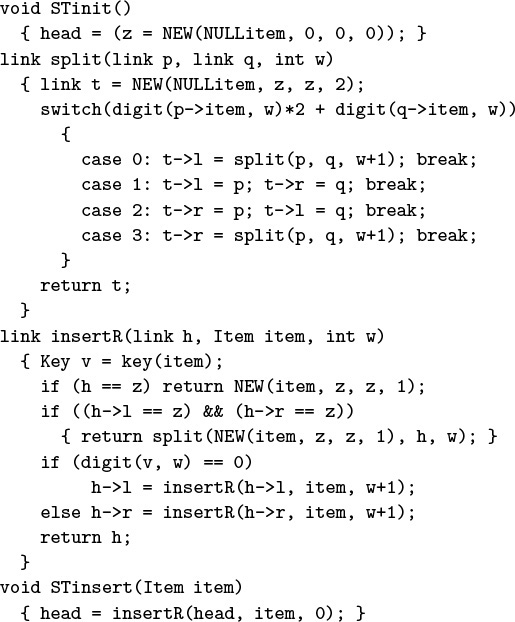 void STinit()
  { head = (z = NEW(NULLitem, 0, 0, 0)); }
link split(link p, link q, int w)
  { link t = NEW(NULLitem, z, z, 2);
    switch(digit(p->item, w)*2 + digit(q->item, w))
      {
        case 0: t->l = split(p, q, w+1); break;
        case 1: t->l = p; t->r = q; break;
        case 2: t->r = p; t->l = q; break;
        case 3: t->r = split(p, q, w+1); break;
      }
    return t;
  }
link insertR(link h, Item item, int w)
  { Key v = key(item);
    if (h == z) return NEW(item, z, z, 1);
    if ((h->l == z) && (h->r == z))
      { return split(NEW(item, z, z, 1), h, w); }
    if (digit(v, w) == 0)
         h->l = insertR(h->l, item, w+1);
    else h->r = insertR(h->r, item, w+1);
    return h;
  }
void STinsert(Item item)
  { head = insertR(head, item, 0); }